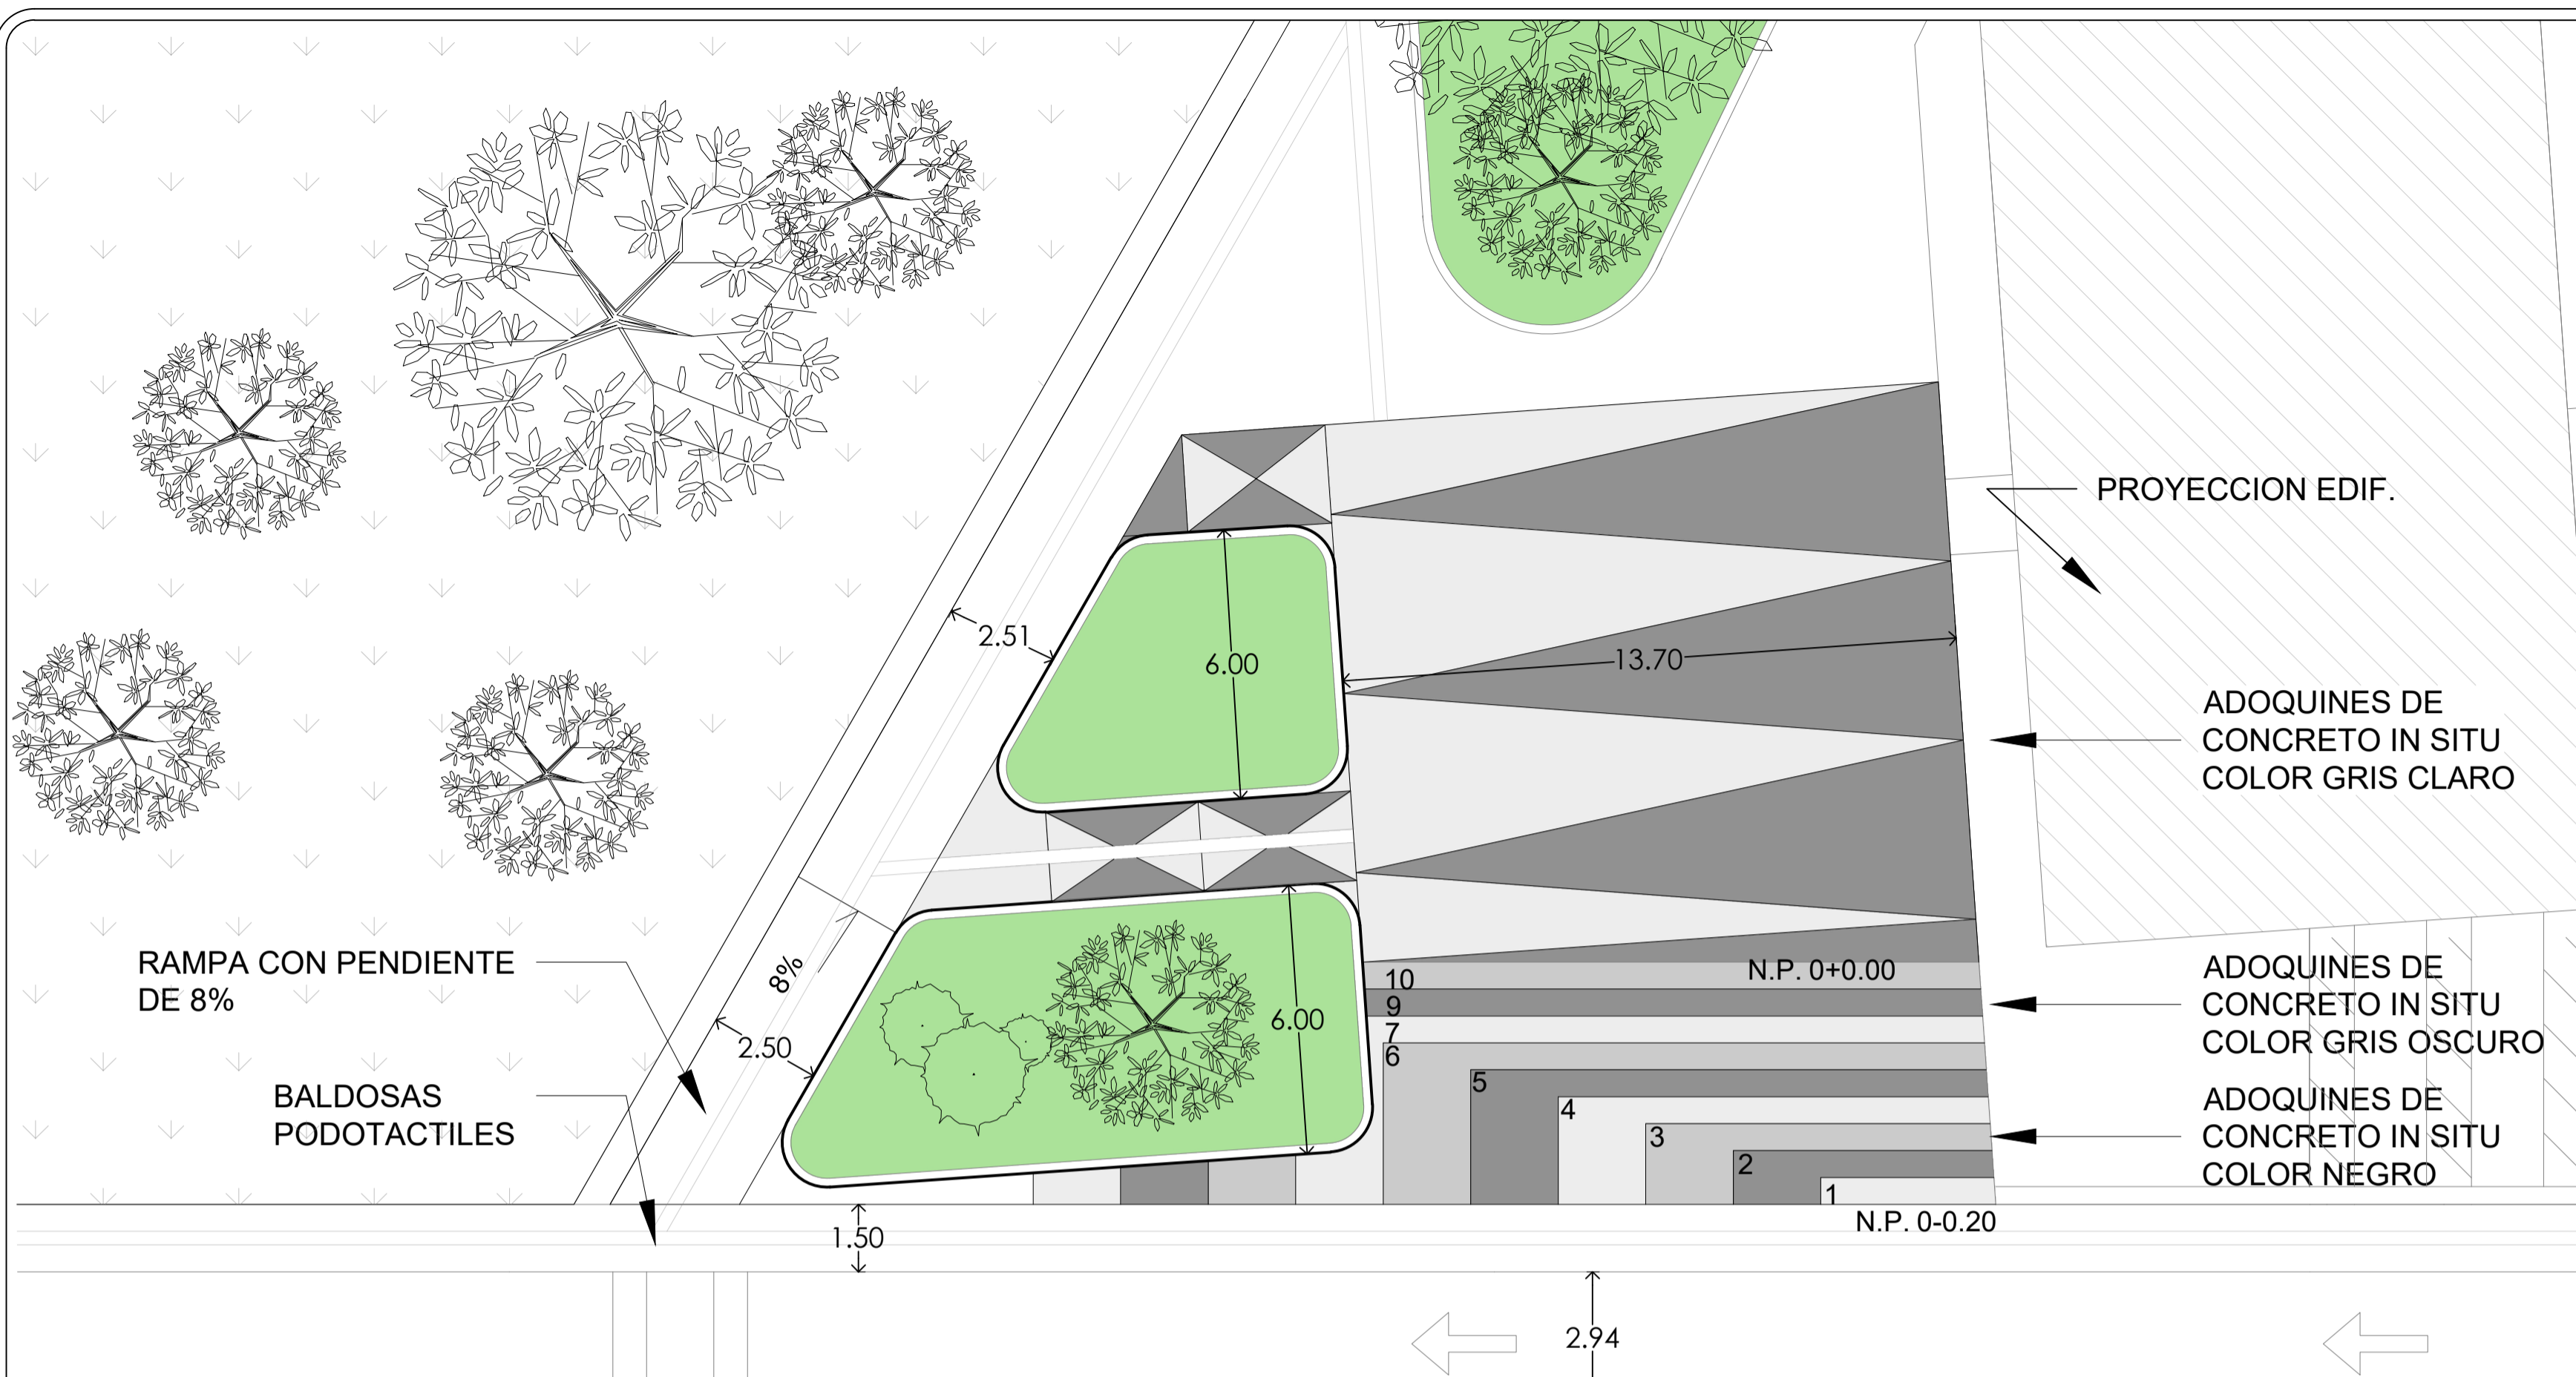 PROYECCION EDIF.
2.51
6.00
13.70
ADOQUINES DE
CONCRETO IN SITU
COLOR GRIS CLARO
RAMPA CON PENDIENTE
DE 8%
8%
2.50
6.00
BALDOSAS
PODOTACTILES
10
N.P. 0+0.00
9
7
6
5
4
3
2
1
ADOQUINES DE
CONCRETO IN SITU
COLOR GRIS OSCURO
ADOQUINES DE
CONCRETO IN SITU
COLOR NEGRO
N.P. 0-0.20
1.50
2.94